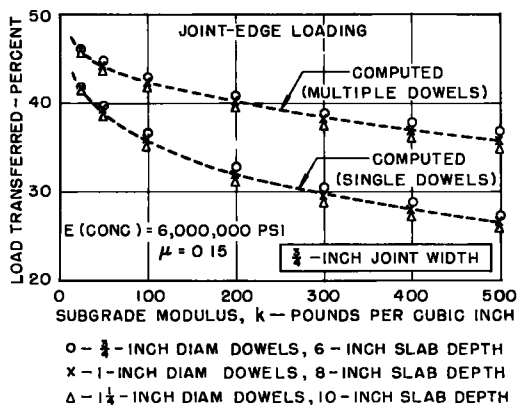 50
JOINT-EDGE LOADING
COMPUTED
(MULTIPLE DOWELS)
40
COMPUTED
(SINGLE DOWELS)
30
E (CONC) = 6,000,000 PSI
μ = 0.15
3/4 -INCH JOINT WIDTH
20
LOAD TRANSFERRED - PERCENT
0 100 200 300 400 500
SUBGRADE MODULUS, k — POUNDS PER CUBIC INCH
O - 3/4 - INCH DIAM DOWELS, 6 - INCH SLAB DEPTH
x - 1 - INCH DIAM DOWELS, 8 - INCH SLAB DEPTH
Δ - 1 1/4 - INCH DIAM DOWELS, 10 - INCH SLAB DEPTH